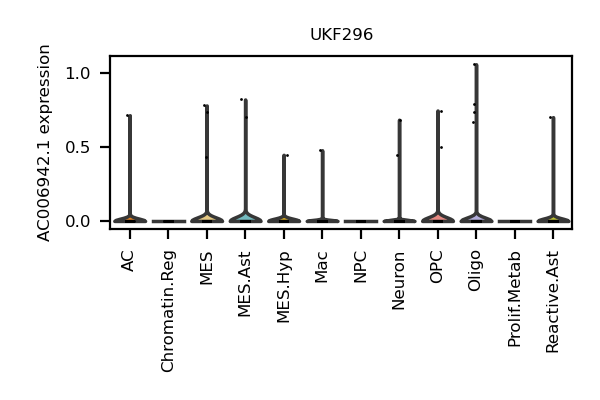 UKF296
AC006942.1 expression
1.0
0.5
0.0
AC
Chromatin.Reg
MES
MES.Ast
MES.Hyp
Mac
NPC
Neuron
OPC
Oligo
Prolif.Metab
Reactive.Ast